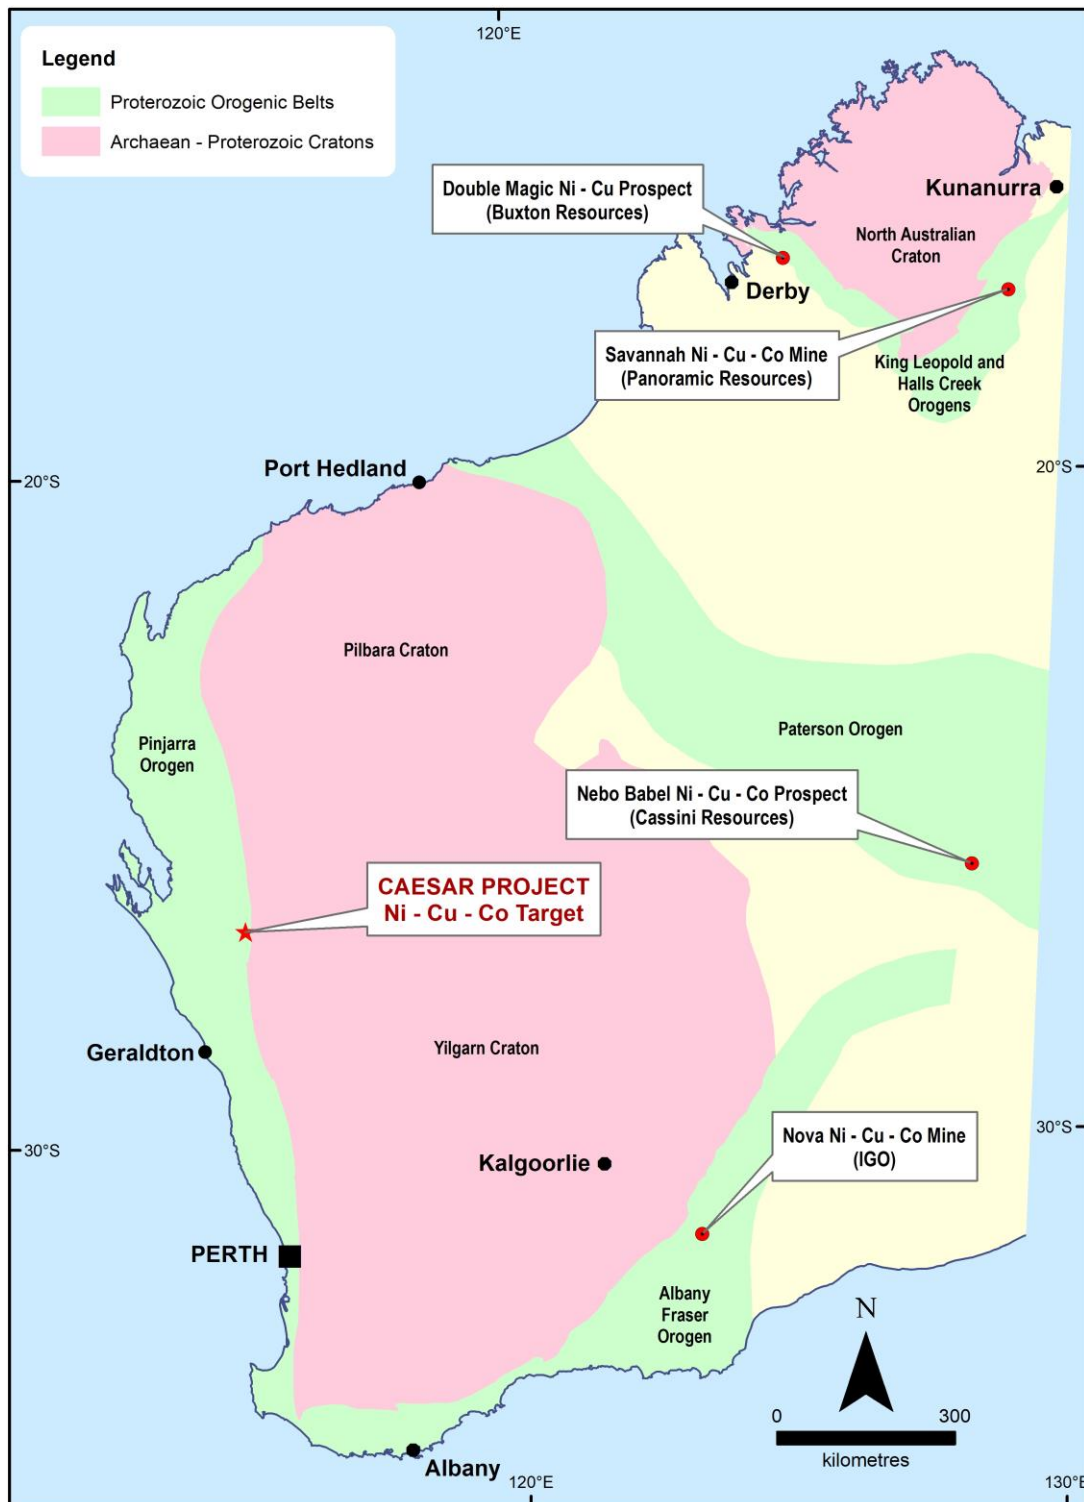 120°E
Legend
Proterozoic Orogenic Belts
Archaean - Proterozoic Cratons
Double Magic Ni - Cu Prospect
(Buxton Resources)
Kununurra
North Australian
Craton
Derby
Savannah Ni - Cu - Co Mine
(Panoramic Resources)
King Leopold and
Halls Creek
Orogens
Port Hedland
20°S
20°S
Pilbara Craton
Paterson Orogen
Pinjarra
Orogen
Nebo Babel Ni - Cu - Co Prospect
(Cassini Resources)
CAESAR PROJECT
Ni - Cu - Co Target
Geraldton
Yilgarn Craton
30°S
30°S
Nova Ni - Cu - Co Mine
(IGO)
Kalgoorlie
PERTH
Albany
Fraser
Orogen
N
0
300
kilometres
Albany
120°E
130°E